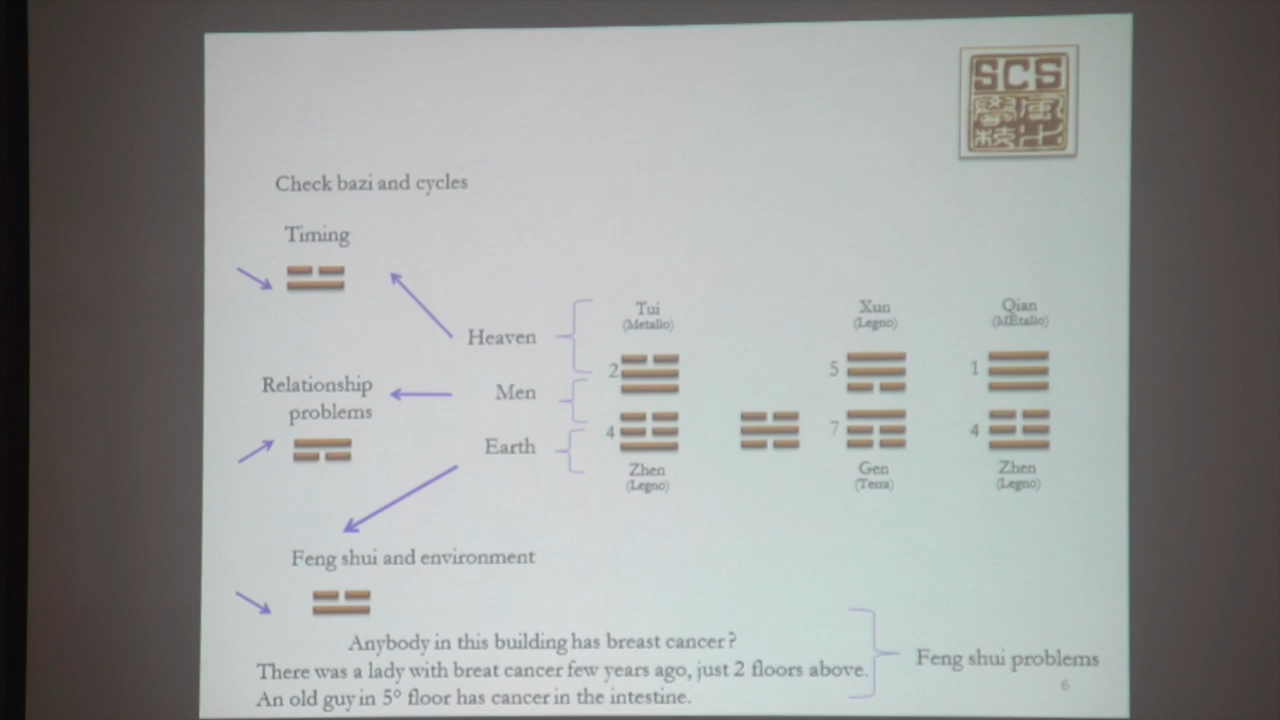 SCS
Check bazi and cycles
Timing
Heaven
Men
Earth
Relationship
problems
Feng shui and environment
Tui
(Metallo)
2
4
Zhen
(Legno)
Xun
(Legno)
5
7
Gen
(Terra)
Qian
(MEtallo)
1
4
Zhen
(Legno)
Anybody in this building has breast cancer?
There was a lady with breat cancer few years ago, just 2 floors above.
An old guy in 5° floor has cancer in the intestine.
Feng shui problems
6